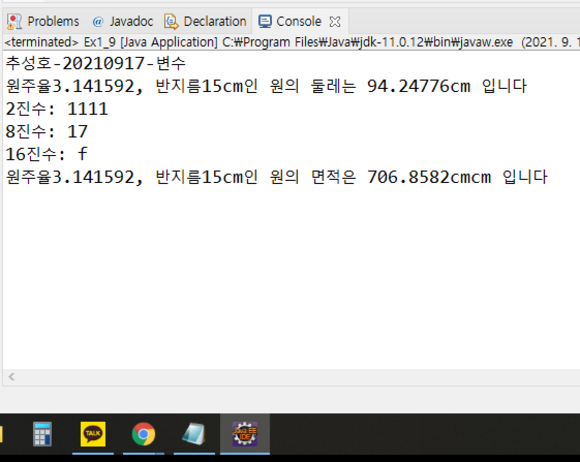 Problems @ Javadoc Declaration Console
<terminated> Ex1_9 [Java Application] C:₩Program Files₩Java₩jdk-11.0.12₩bin₩javaw.exe (2021. 9. 1
추성호-20210917-변수
원주율3.141592, 반지름15cm인 원의 둘레는 94.24776cm 입니다
2진수: 1111
8진수: 17
16진수: f
원주율3.141592, 반지름15cm인 원의 면적은 706.8582cmcm 입니다
TALK
Java EE
IDE